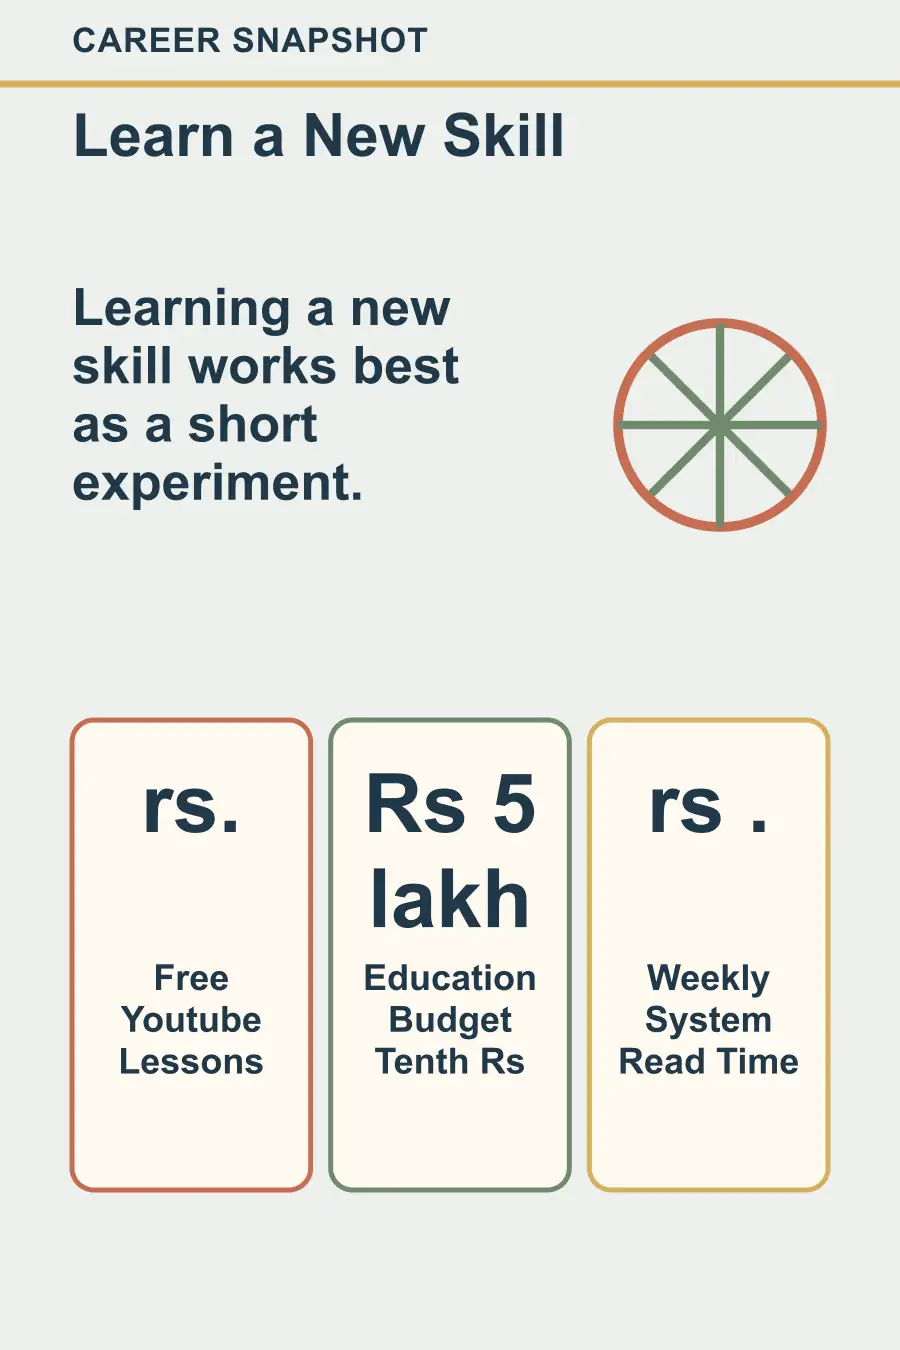 CAREER SNAPSHOT
Learn a New Skill
Learning a new
skill works best
as a short
experiment.
rs.
Free
Youtube
Lessons
Rs 5
lakh
Education
Budget
Tenth Rs
rs .
Weekly
System
Read Time